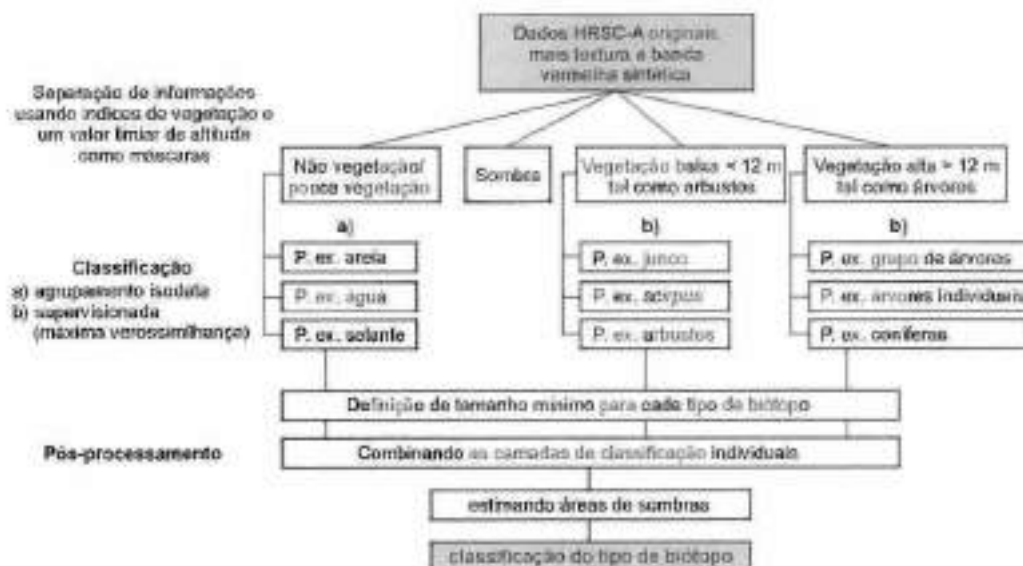 Dados HRSC-A originais,
mais textura e banda
vermelha sintética
Separação de informações
usando índices de vegetação e
um valor limiar de altitude
como máscaras
Não vegetação/
pouca vegetação
Sombra
Vegetação baixa < 12 m
tal como arbustos
Vegetação alta > 12 m
tal como árvores
a)
b)
b)
Classificação
a) agrupamento isodata
b) supervisionada
(máxima verossimilhança)
P. ex. areia
P. ex. água
P. ex. selante
P. ex. junco
P. ex.
P. ex. arbustos
P. ex. grupo de árvores
P. ex. árvores individuais
P. ex. coníferas
Definição de tamanho mínimo para cada tipo de biótopo
Pós-processamento
Combinando as camadas de classificação individuais
estimando áreas de sombras
classificação do tipo de biótopo